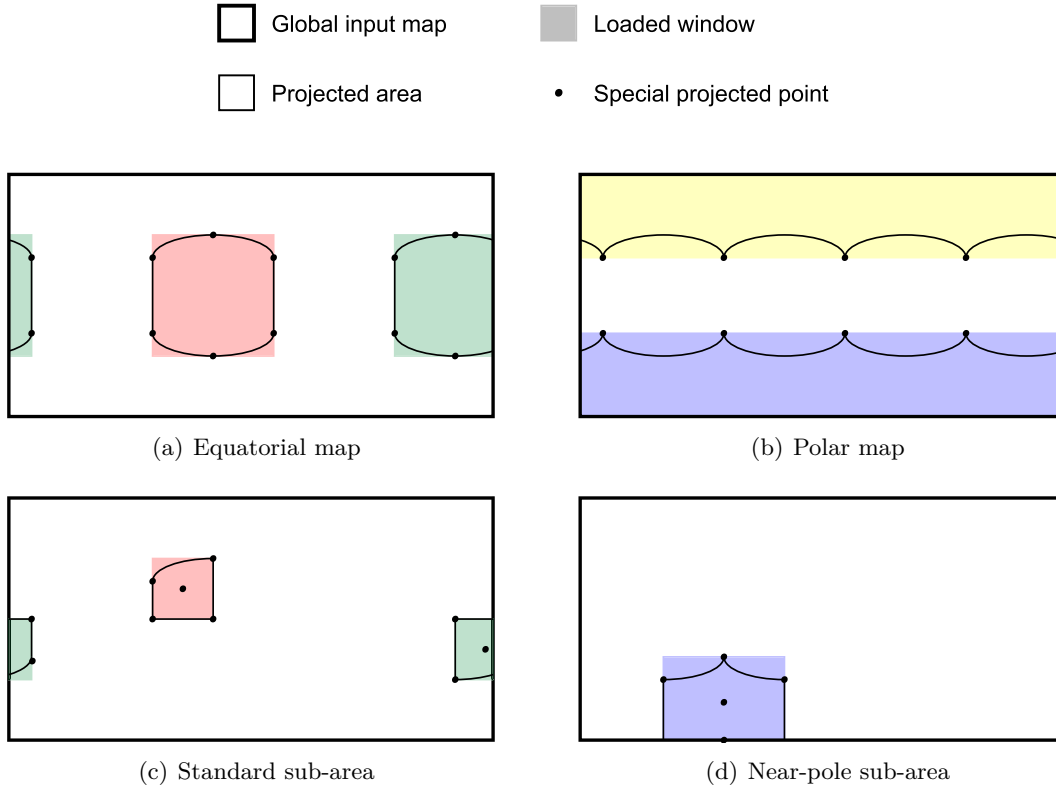 Global input map
Loaded window
Projected area
Special projected point
(a) Equatorial map
(b) Polar map
(c) Standard sub-area
(d) Near-pole sub-area